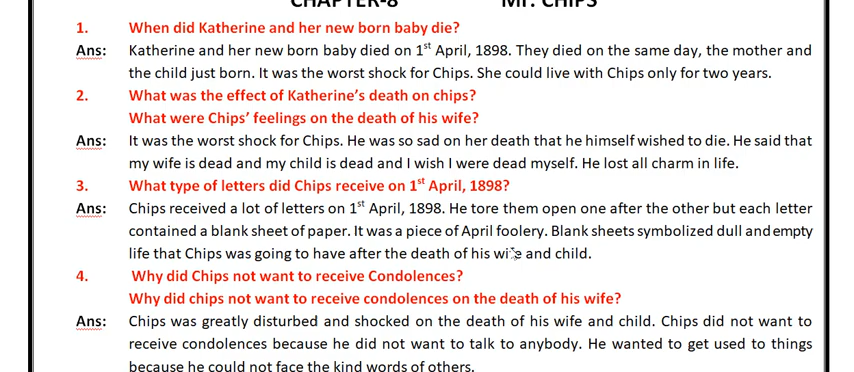 CHAPTER-8 Mr. CHIPS
1. When did Katherine and her new born baby die?
Ans: Katherine and her new born baby died on 1st April, 1898. They died on the same day, the mother and
the child just born. It was the worst shock for Chips. She could live with Chips only for two years.
2. What was the effect of Katherine's death on chips?
What were Chips' feelings on the death of his wife?
Ans: It was the worst shock for Chips. He was so sad on her death that he himself wished to die. He said that
my wife is dead and my child is dead and I wish I were dead myself. He lost all charm in life.
3. What type of letters did Chips receive on 1st April, 1898?
Ans: Chips received a lot of letters on 1st April, 1898. He tore them open one after the other but each letter
contained a blank sheet of paper. It was a piece of April foolery. Blank sheets symbolized dull and empty
life that Chips was going to have after the death of his wife and child.
4. Why did Chips not want to receive Condolences?
Why did chips not want to receive condolences on the death of his wife?
Ans: Chips was greatly disturbed and shocked on the death of his wife and child. Chips did not want to
receive condolences because he did not want to talk to anybody. He wanted to get used to things
because he could not face the kind words of others.